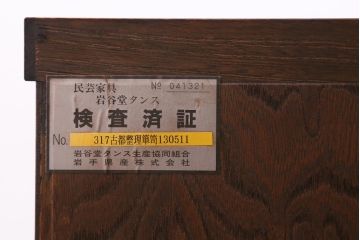 民芸家具 № 041321
岩谷堂タンス
検査済証
No. 317古都整理箪笥130511
岩谷堂タンス生産協同組合
岩手県産株式会社